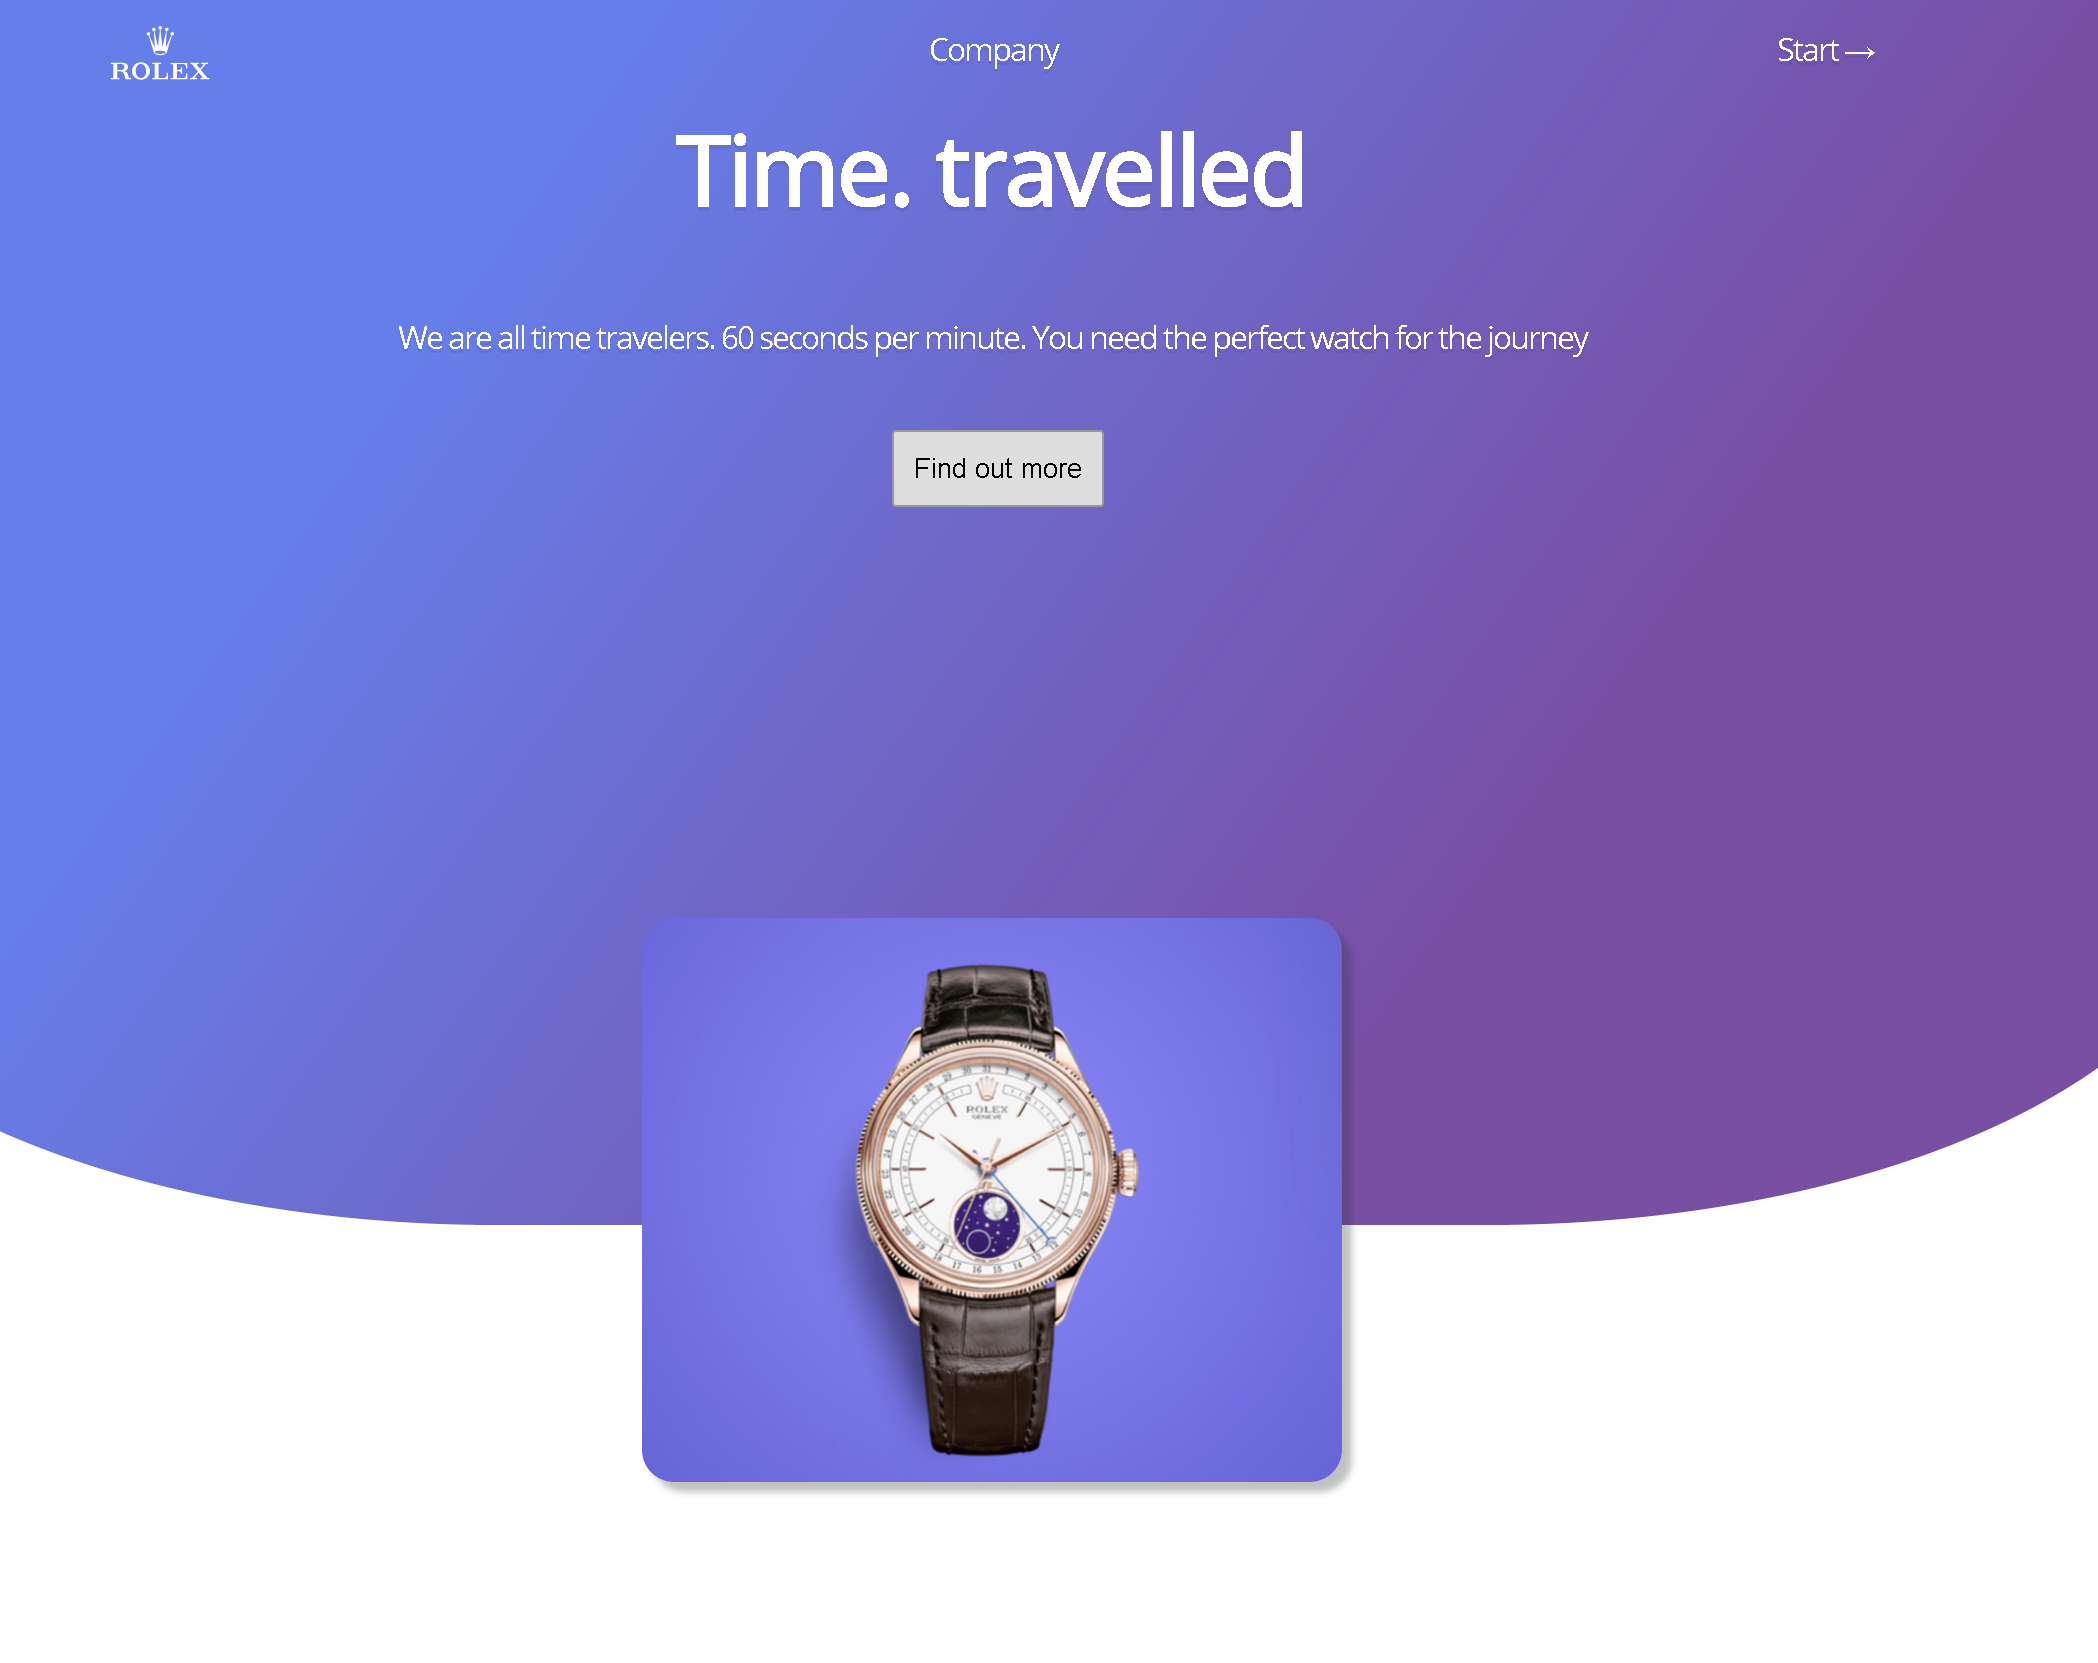 ROLEX
Company
Start →
Time. travelled
We are all time travelers. 60 seconds per minute. You need the perfect watch for the journey
Find out more
ROLEX
GENEVE